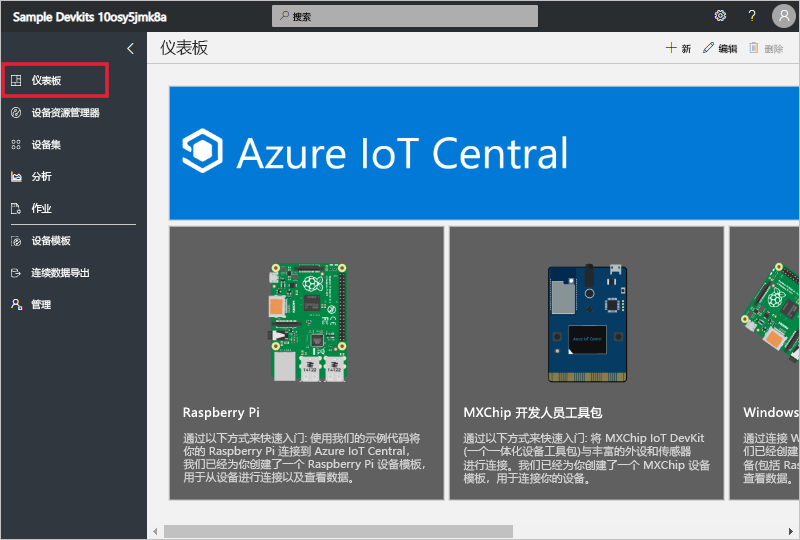 Sample Devkits 10osy5jmk8a
搜索
?
仪表板
设备资源管理器
设备集
分析
作业
设备模板
连续数据导出
管理
仪表板
新
编辑
删除
Azure IoT Central
Azure IoT Central
Raspberry Pi
通过以下方式来快速入门: 使用我们的示例代码将
你的 Raspberry Pi 连接到 Azure IoT Central，
我们已经为你创建了一个 Raspberry Pi 设备模板，
用于从设备进行连接以及查看数据。
MXChip 开发人员工具包
通过以下方式来快速入门: 将 MXChip IoT DevKit
(一个一体化设备工具包)与丰富的外设和传感器
进行连接。我们已经为你创建了一个 MXChip 设备
模板，用于连接你的设备。
Windows
通过连接 W
们已经创建
备(包括 Ras
查看数据。